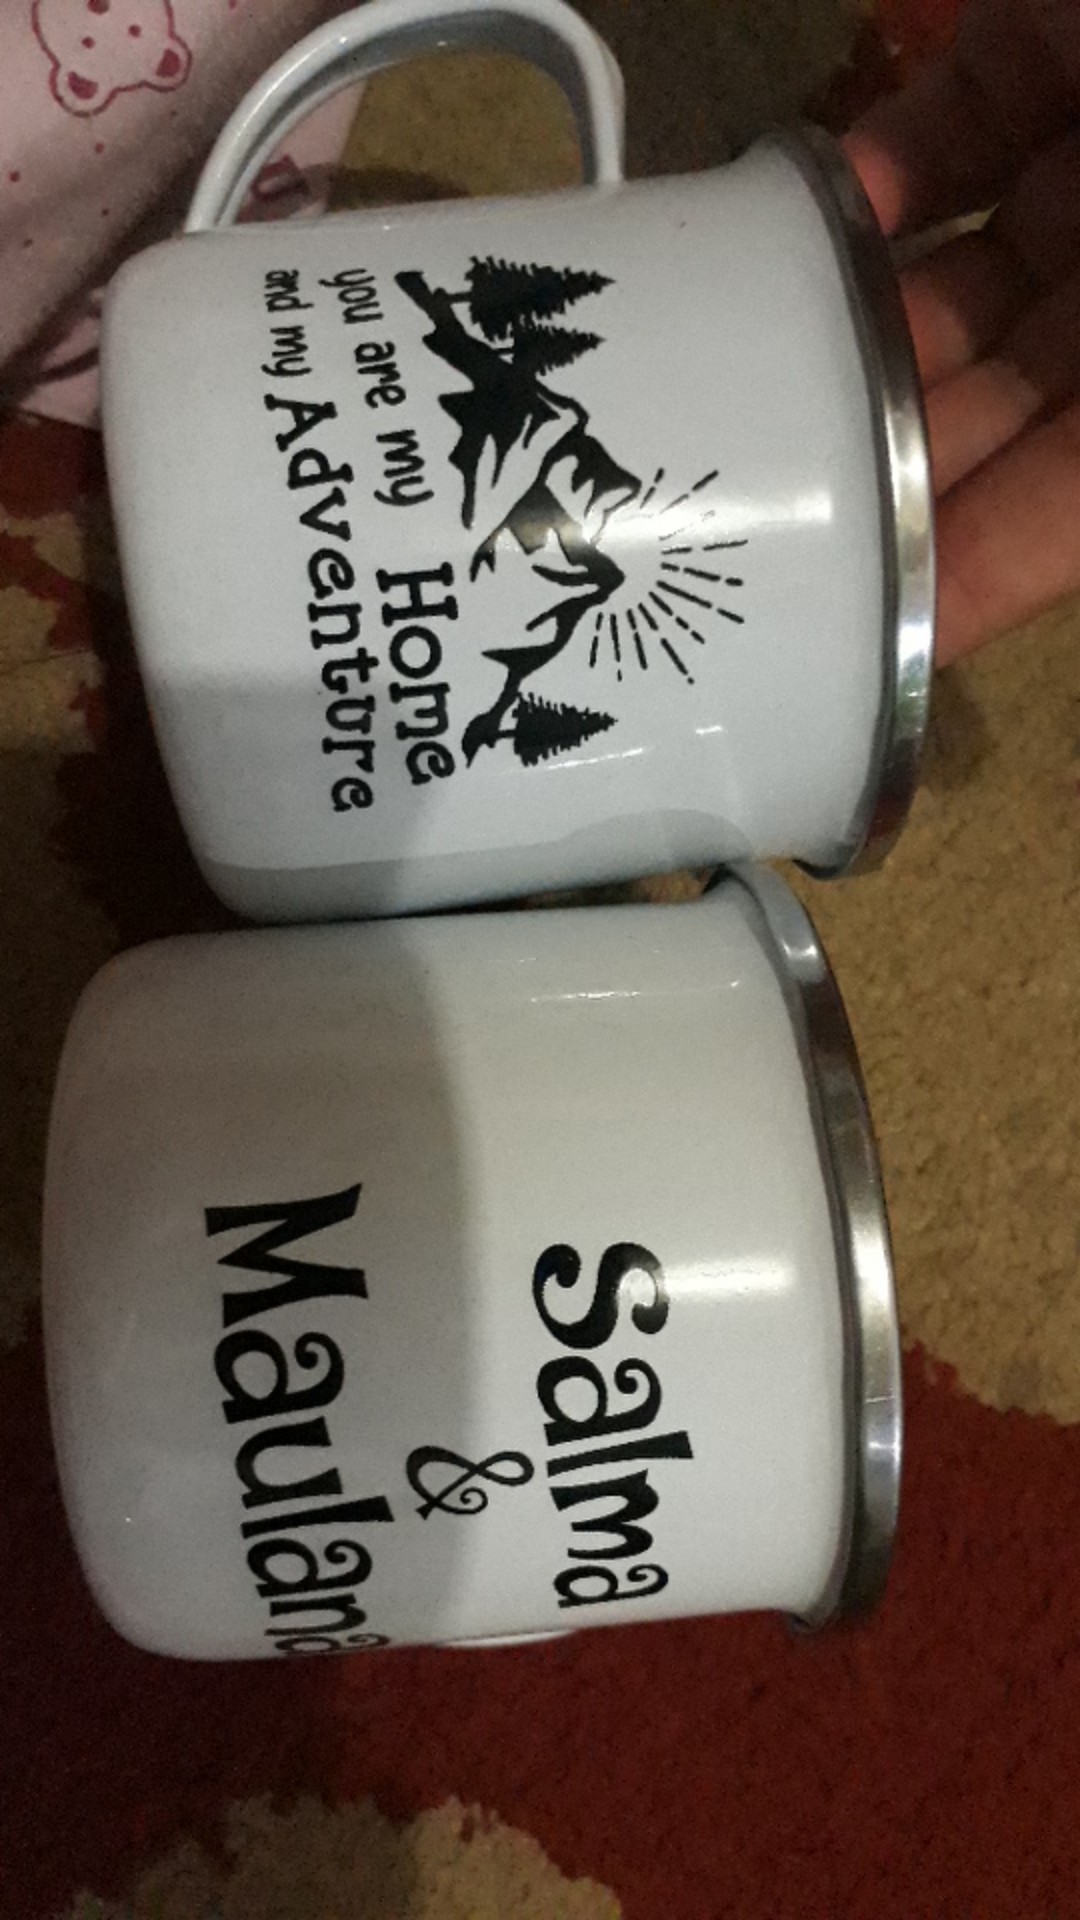 you are my Home
and my Adventure
Salma
&
Maulana